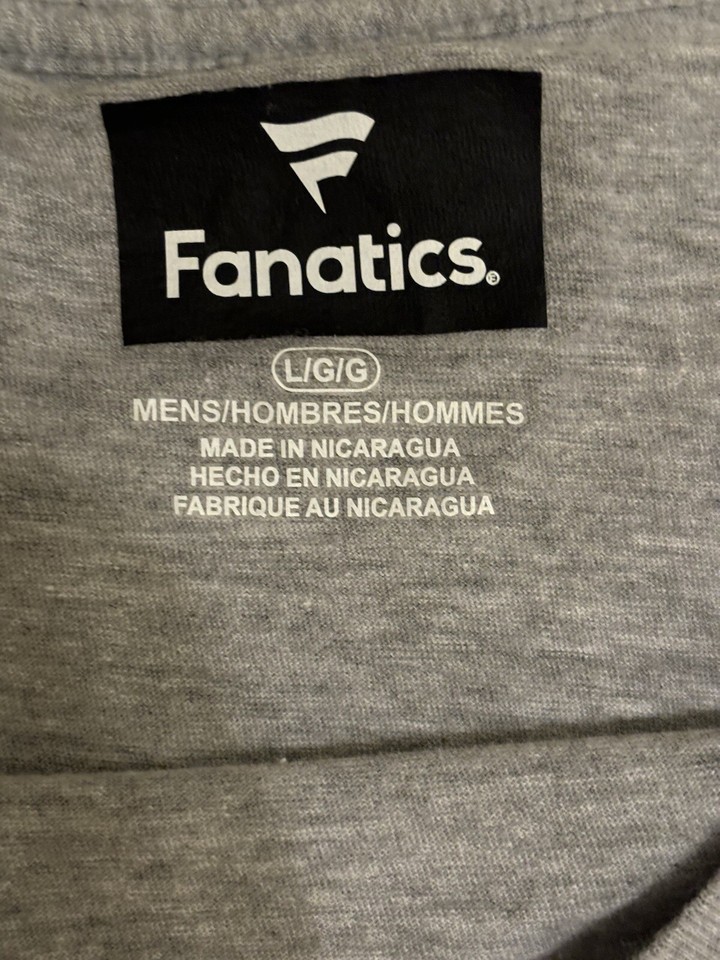 Fanatics.®
L/G/G
MENS/HOMBRES/HOMMES
MADE IN NICARAGUA
HECHO EN NICARAGUA
FABRIQUE AU NICARAGUA